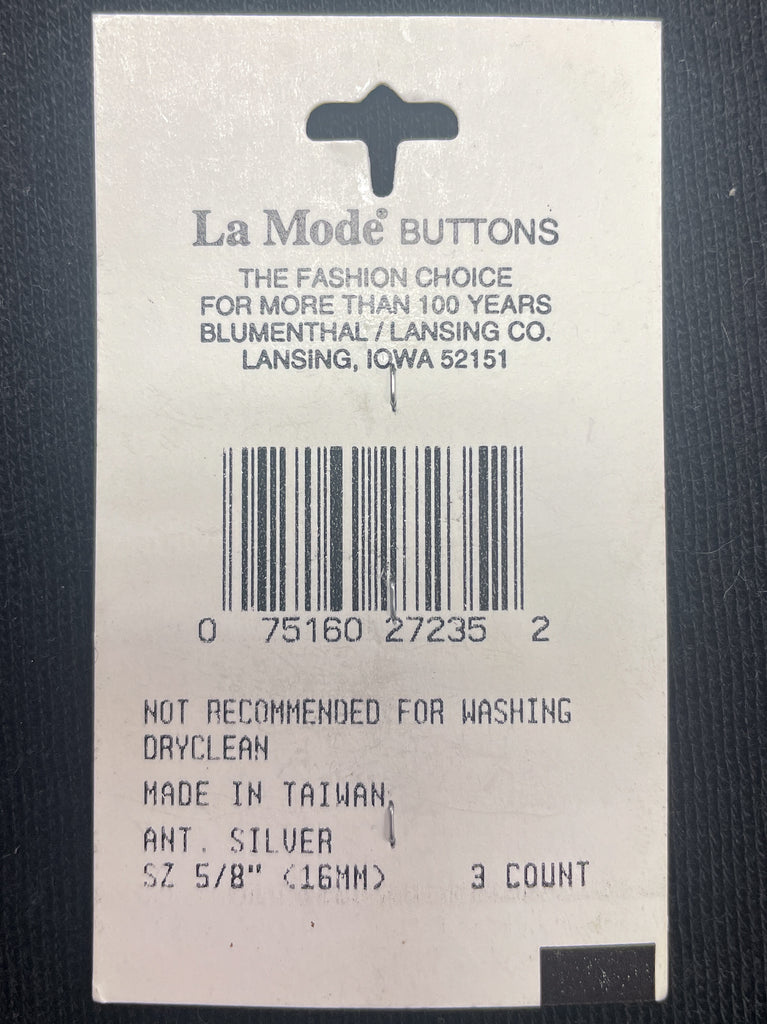 La Mode® BUTTONS
THE FASHION CHOICE
FOR MORE THAN 100 YEARS
BLUMENTHAL / LANSING CO.
LANSING, IOWA 52151
0 75160 27235 2
NOT RECOMMENDED FOR WASHING
DRYCLEAN
MADE IN TAIWAN
ANT. SILVER
SZ 5/8" (16MM) 3 COUNT